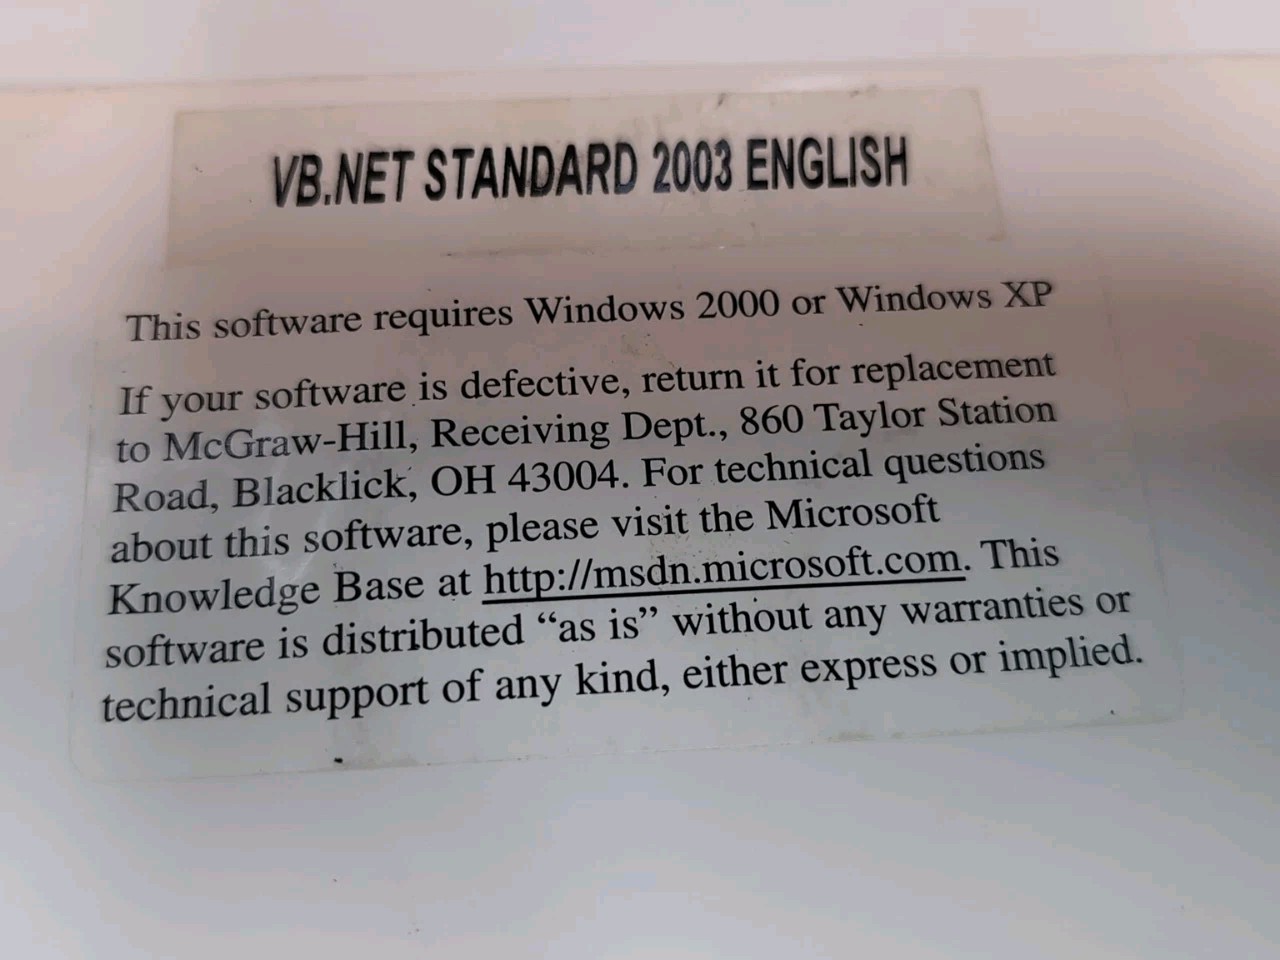 VB.NET STANDARD 2003 ENGLISH
This software requires Windows 2000 or Windows XP
If your software is defective, return it for replacement
to McGraw-Hill, Receiving Dept., 860 Taylor Station
Road, Blacklick, OH 43004. For technical questions
about this software, please visit the Microsoft
Knowledge Base at http://msdn.microsoft.com. This
software is distributed “as is” without any warranties or
technical support of any kind, either express or implied.